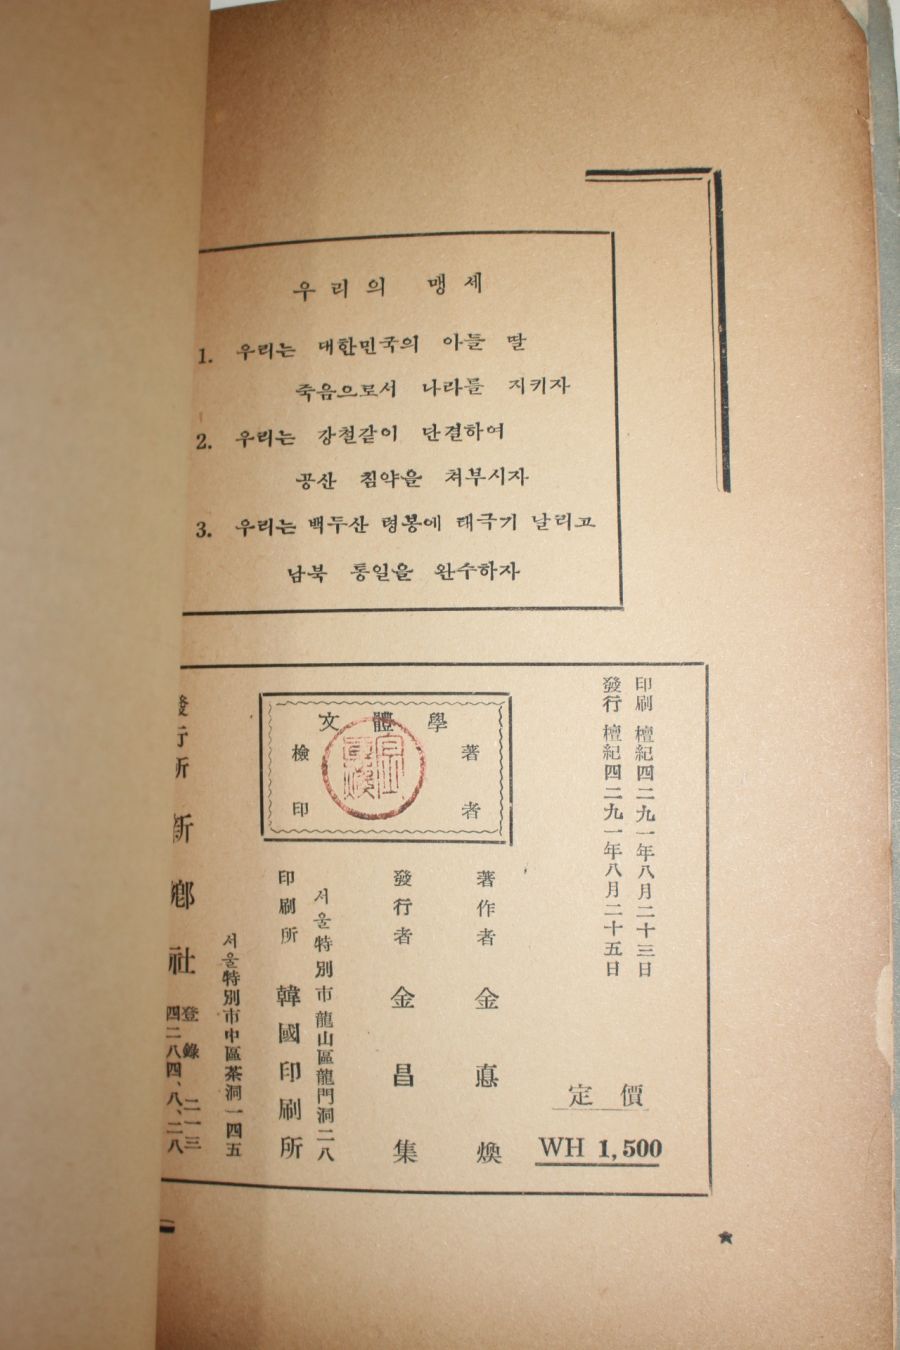 우리의 맹세
1. 우리는 대한민국의 아들 딸
죽음으로서 나라를 지키자
2. 우리는 강철같이 단결하여
공산 침약을 쳐부시자
3. 우리는 백두산 령봉에 태극기 날리고
남북 통일을 완수하자
印刷 檀紀四二九一年八月二十三日
發行 檀紀四二九一年八月二十五日
定價
WH 1,500
文體學
著者
檢印
著作者 金 煥
發行者 金昌集
서울特別市龍山區龍門洞二八
印刷所 韓國印刷所
서울特別市中區茶洞一四五
發行所 新鄕社
登錄 二一三
四二八四、八、二八